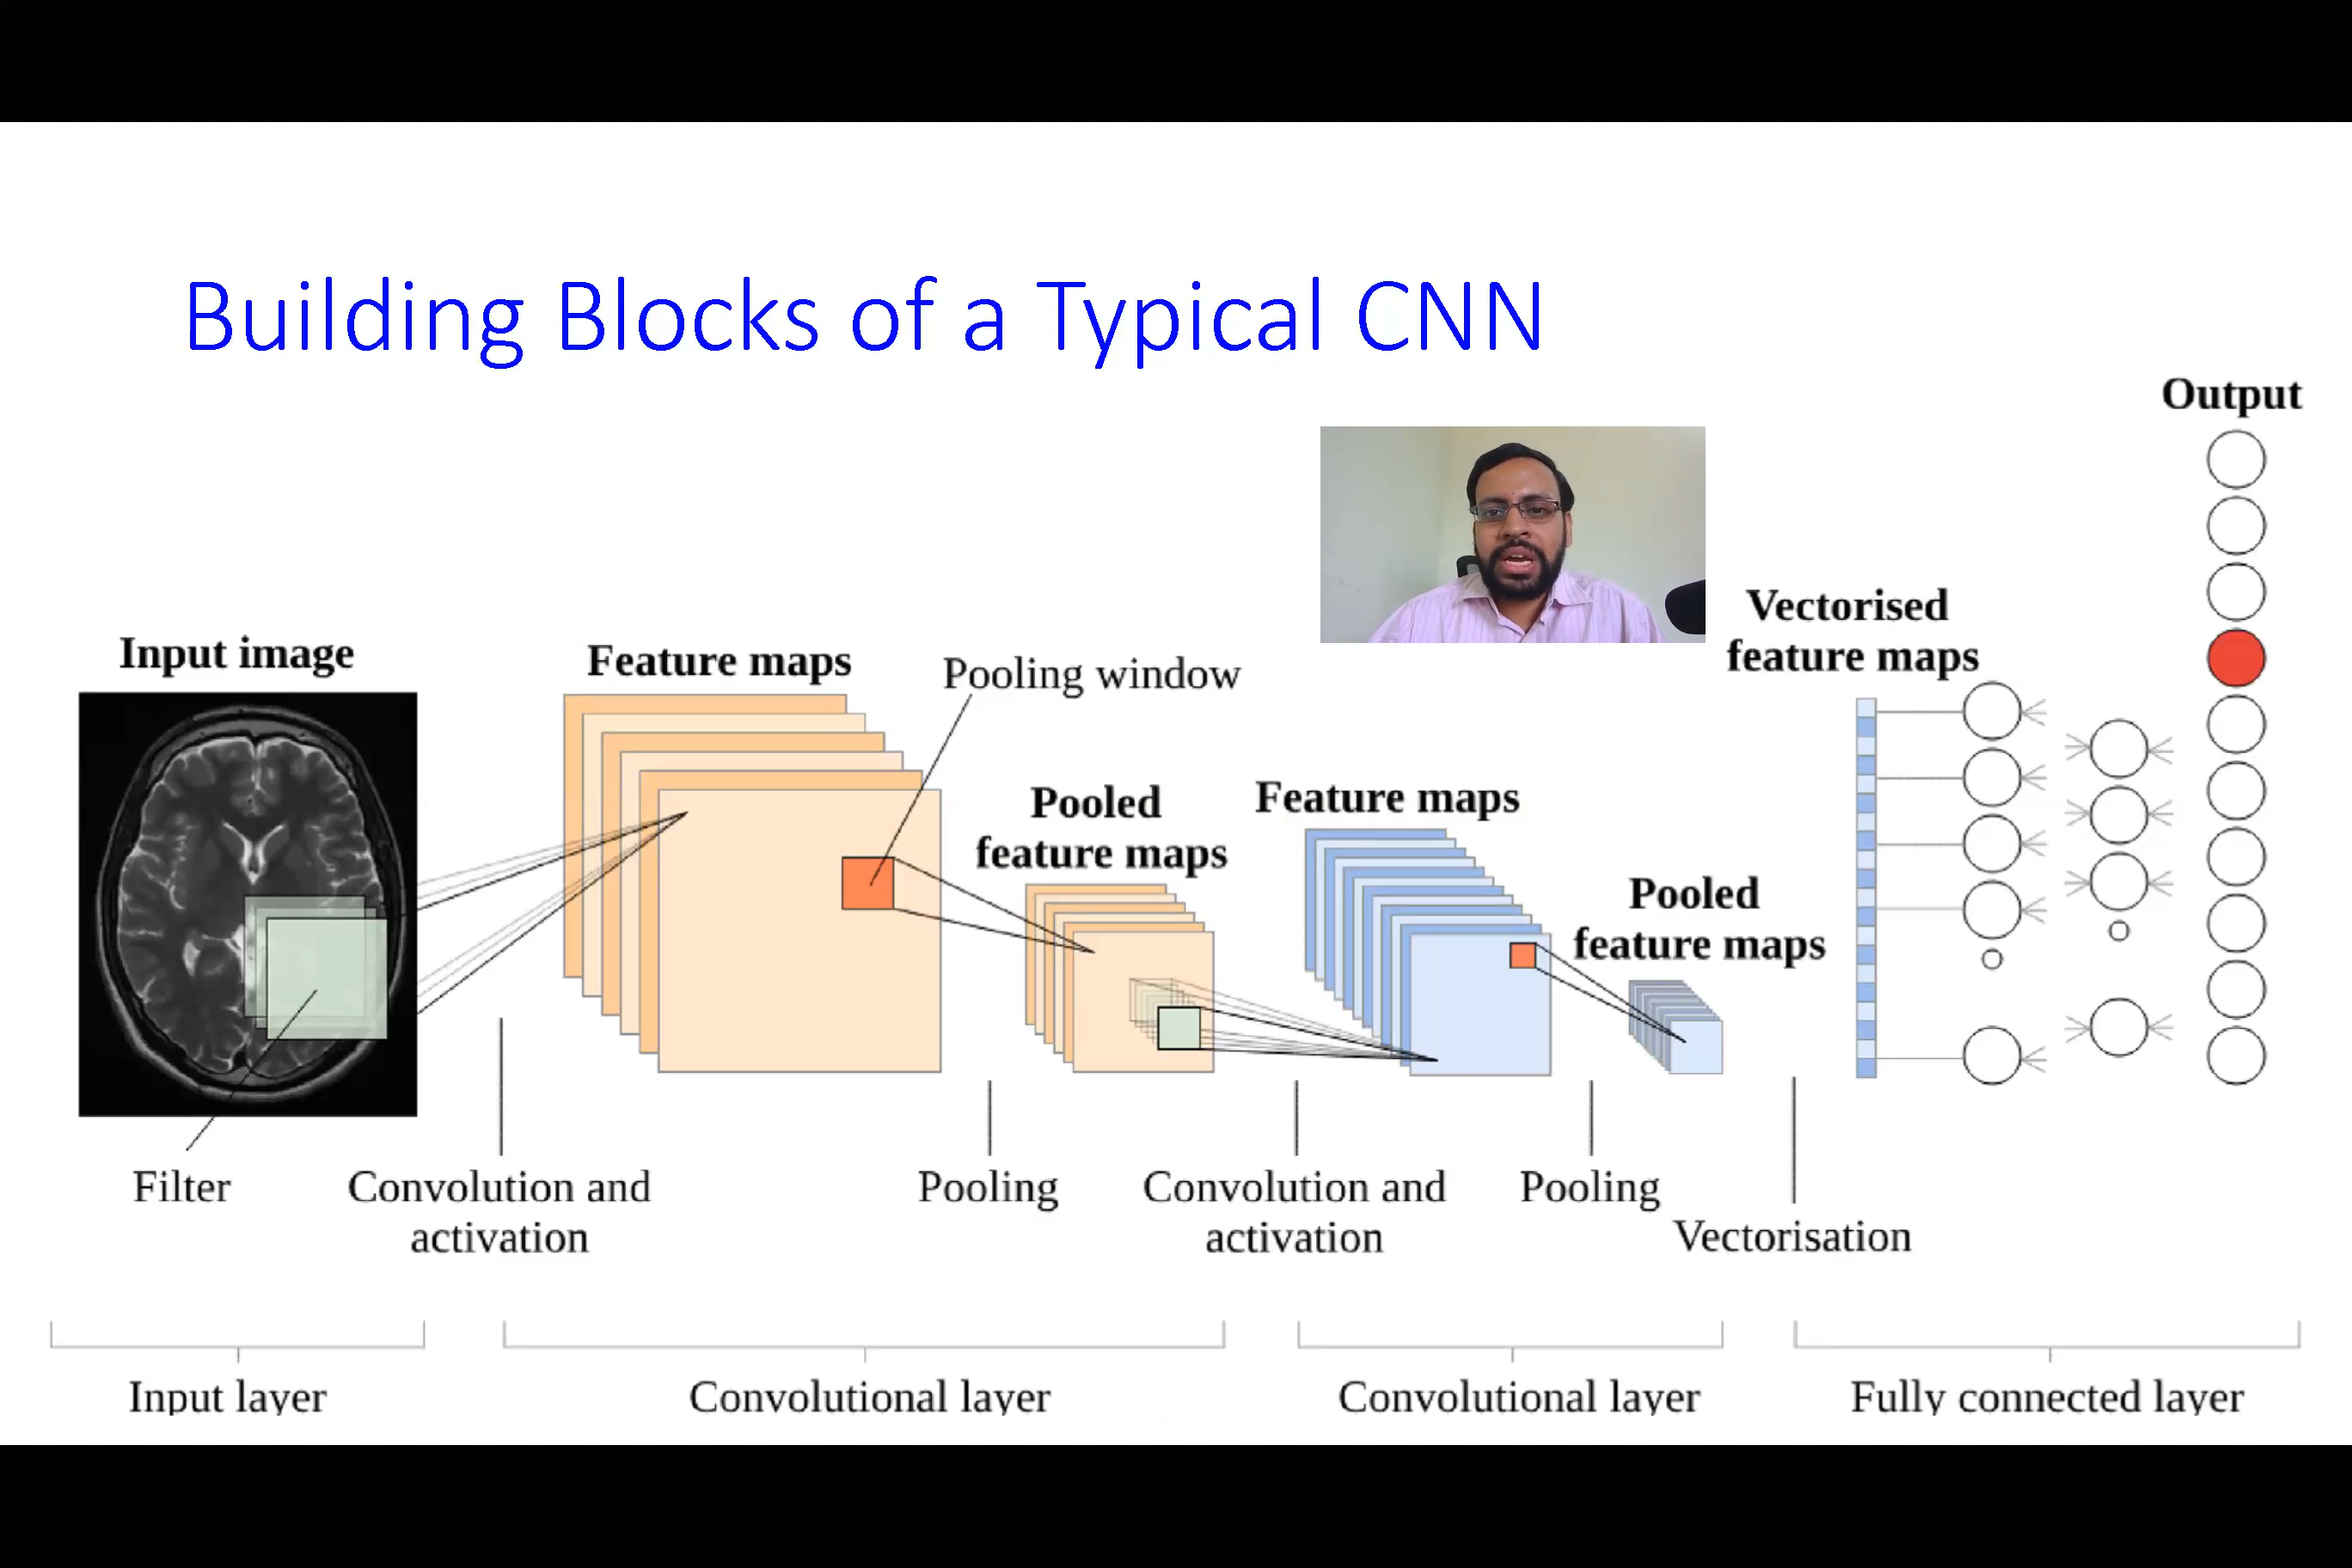 Building Blocks of a Typical CNN
Output
Vectorised
feature maps
Input image
Feature maps
Pooling window
Pooled
feature maps
Feature maps
Pooled
feature maps
Filter
Convolution and
activation
Pooling
Convolution and
activation
Pooling
Vectorisation
Input layer
Convolutional layer
Convolutional layer
Fully connected layer